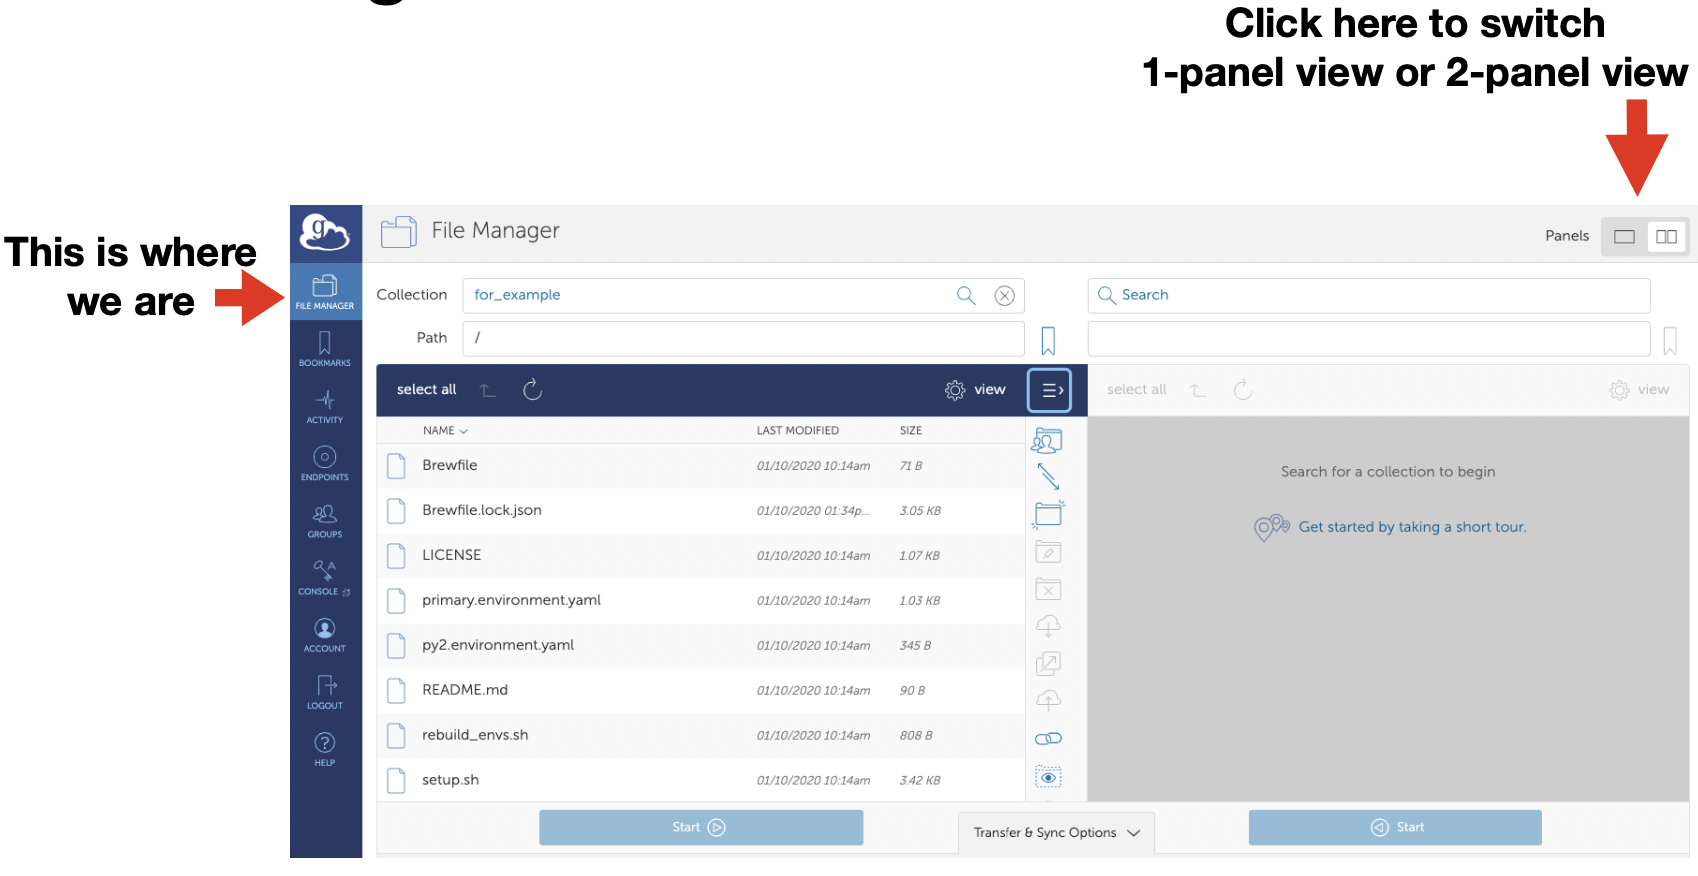 Click here to switch
1-panel view or 2-panel view
This is where
we are
g
File Manager
Panels
FILE MANAGER
BOOKMARKS
ACTIVITY
ENDPOINTS
GROUPS
CONSOLE
ACCOUNT
LOGOUT
HELP
Collection for_example
Search
Path /
select all view
select all view
NAME LAST MODIFIED SIZE
Brewfile 01/10/2020 10:14am 71 B
Brewfile.lock.json 01/10/2020 01:34p... 3.05 KB
LICENSE 01/10/2020 10:14am 1.07 KB
primary.environment.yaml 01/10/2020 10:14am 1.03 KB
py2.environment.yaml 01/10/2020 10:14am 345 B
README.md 01/10/2020 10:14am 90 B
rebuild_envs.sh 01/10/2020 10:14am 808 B
setup.sh 01/10/2020 10:14am 3.42 KB
Search for a collection to begin
Get started by taking a short tour.
Start
Transfer & Sync Options
Start